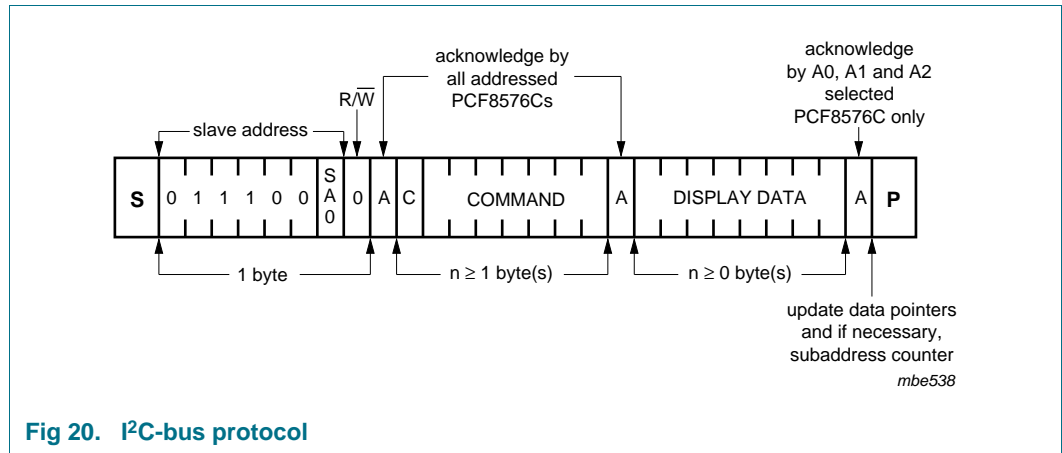 acknowledge by
all addressed
PCF8576Cs
acknowledge
by A0, A1 and A2
selected
PCF8576C only
R/W̅
slave address
S 0 1 1 1 0 0 S A 0 0 A C COMMAND A DISPLAY DATA A P
1 byte
n ≥ 1 byte(s)
n ≥ 0 byte(s)
update data pointers
and if necessary,
subaddress counter
mbe538
Fig 20. I²C-bus protocol